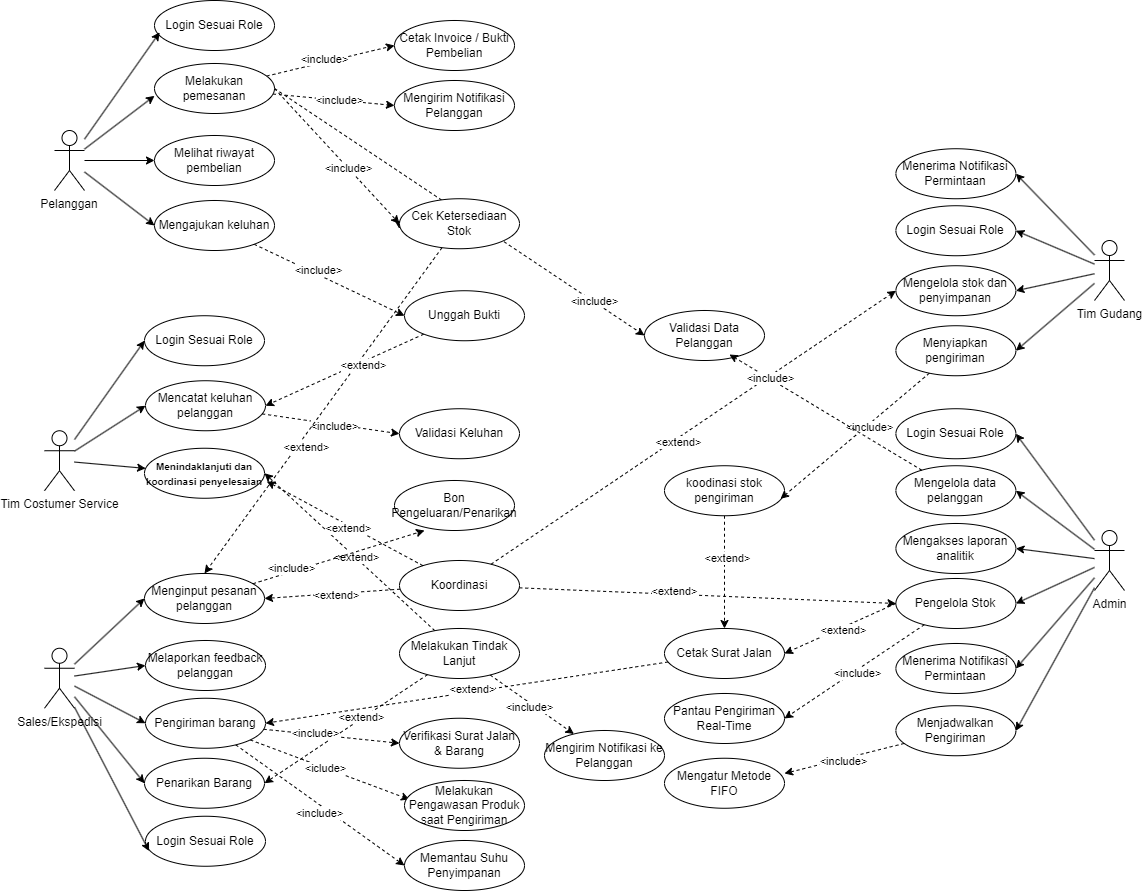 Login Sesuai Role
Cetak Invoice / Bukti
Pembelian
<include>
Melakukan
pemesanan
<include>
Mengirim Notifikasi
Pelanggan
Melihat riwayat
pembelian
<include>
Pelanggan
Mengajukan keluhan
Cek Ketersediaan
Stok
Menerima Notifikasi
Permintaan
Login Sesuai Role
<include>
Mengelola stok dan
penyimpanan
<include>
Tim Gudang
Unggah Bukti
Validasi Data
Pelanggan
Menyiapkan
pengiriman
Login Sesuai Role
<extend>
<include>
Mencatat keluhan
pelanggan
<include>
Validasi Keluhan
<include>
Login Sesuai Role
<extend>
<extend>
Menindaklanjuti dan
koordinasi penyelesaian
Tim Costumer Service
koodinasi stok
pengiriman
Mengelola data
pelanggan
Bon
Pengeluaran/Penarikan
<extend>
Mengakses laporan
analitik
<extend>
<extend>
<include>
Menginput pesanan
pelanggan
<extend>
Koordinasi
<extend>
Pengelola Stok
Admin
<extend>
Melaporkan feedback
pelanggan
Melakukan Tindak
Lanjut
Cetak Surat Jalan
Menerima Notifikasi
Permintaan
<include>
<extend>
Sales/Ekspedisi
Pengiriman barang
<extend>
<include>
<include>
Pantau Pengiriman
Real-Time
Menjadwalkan
Pengiriman
Verifikasi Surat Jalan
& Barang
Mengirim Notifikasi ke
Pelanggan
<include>
<iclude>
Penarikan Barang
Mengatur Metode
FIFO
Melakukan
Pengawasan Produk
saat Pengiriman
<include>
Login Sesuai Role
Memantau Suhu
Penyimpanan